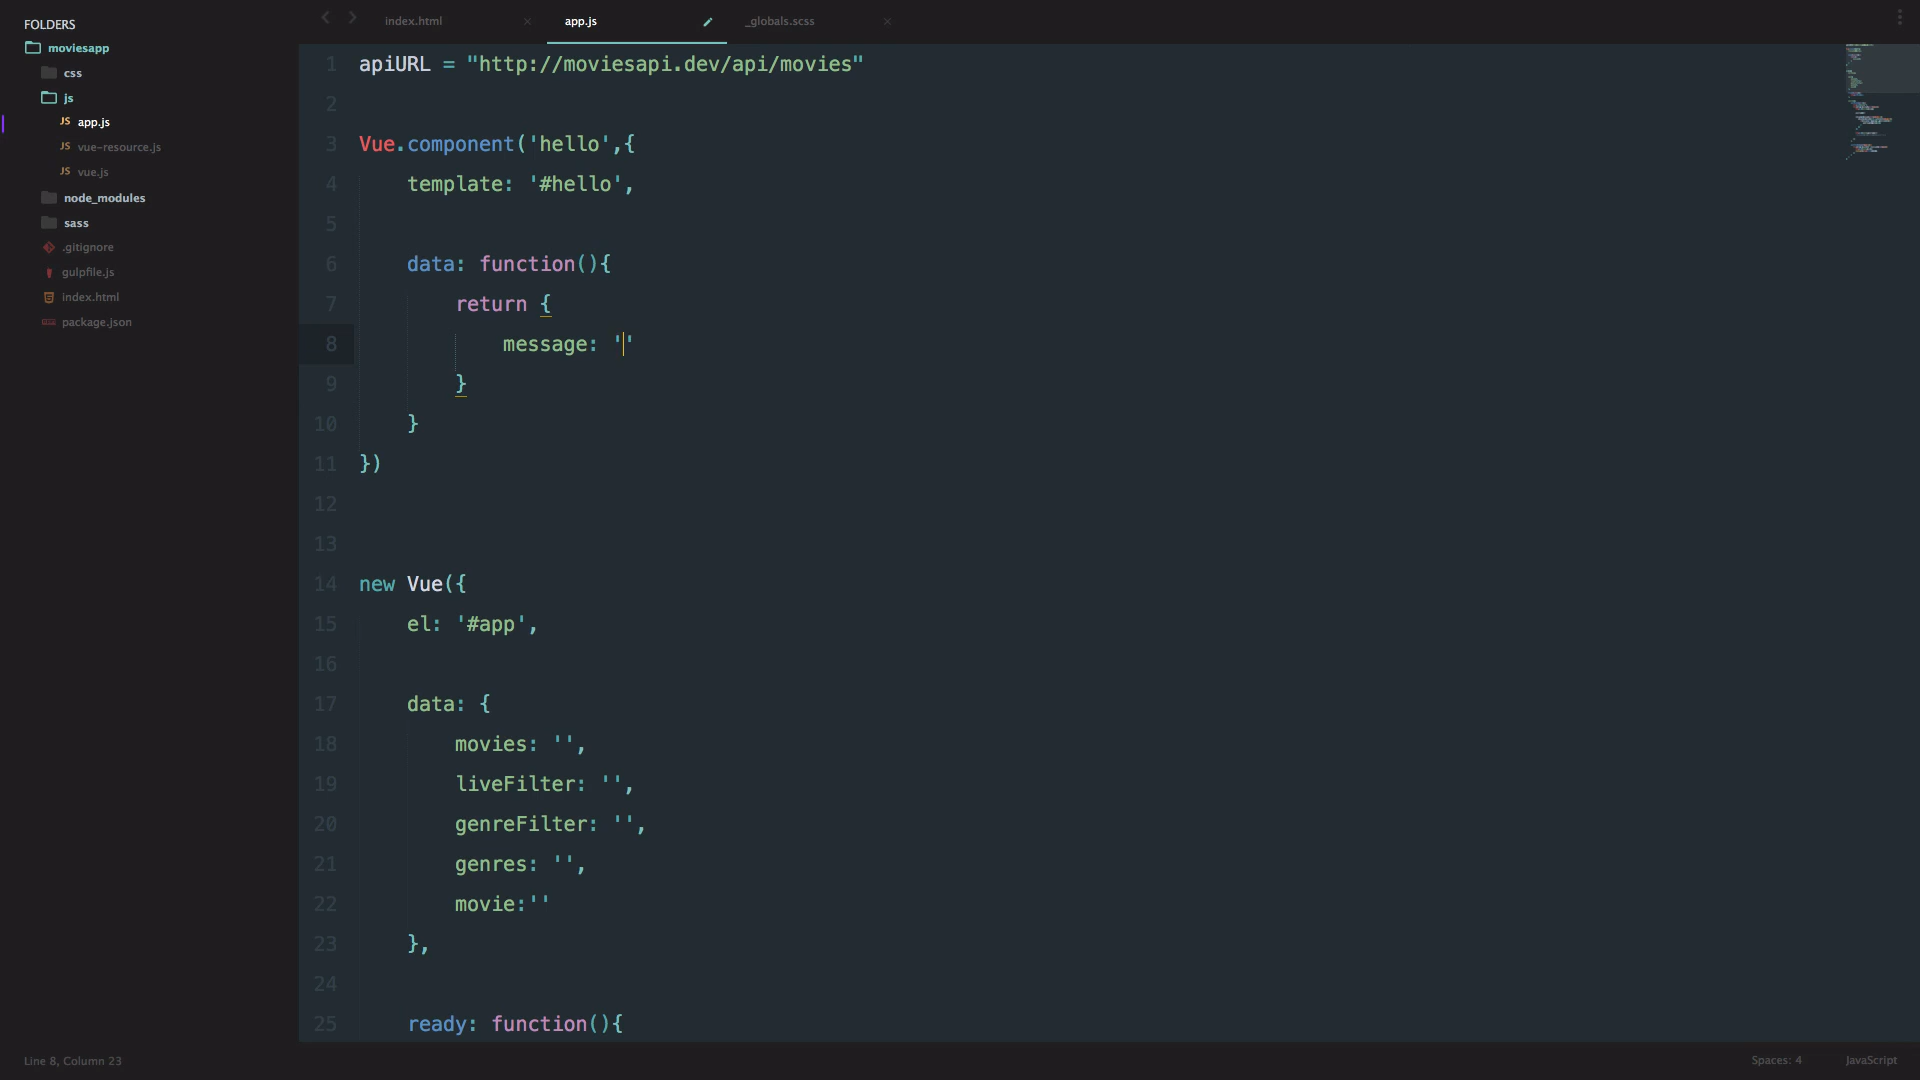 FOLDERS
moviesapp
css
js
JS app.js
JS vue-resource.js
JS vue.js
node_modules
sass
.gitignore
gulpfile.js
index.html
package.json
index.html
app.js
_globals.scss
1 apiURL = "http://moviesapi.dev/api/movies"
2
3 Vue.component('hello',{
4 template: '#hello',
5
6 data: function(){
7 return {
8 message: ''
9 }
10 }
11 })
12
13
14 new Vue({
15 el: '#app',
16
17 data: {
18 movies: '',
19 liveFilter: '',
20 genreFilter: '',
21 genres: '',
22 movie:''
23 },
24
25 ready: function(){
Line 8, Column 23
Spaces: 4
JavaScript